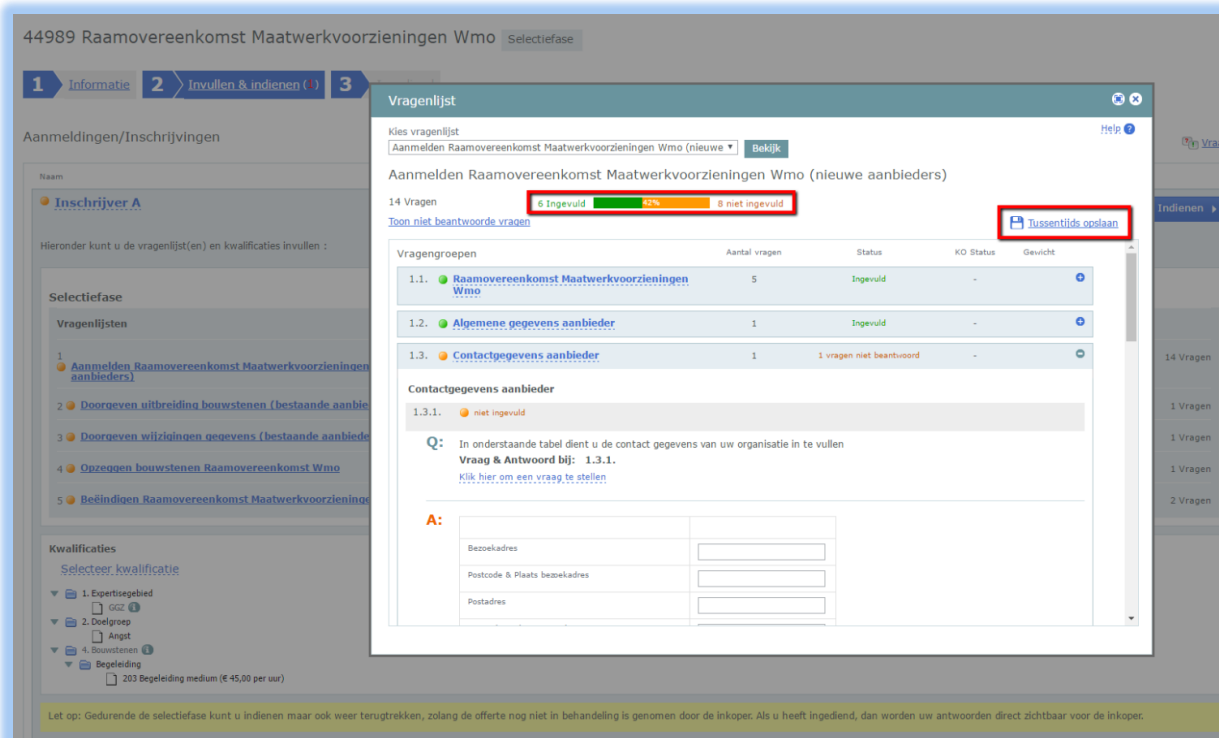 44989 Raamovereenkomst Maatwerkvoorzieningen Wmo Selectiefase
1 Informatie 2 Invullen & indienen (!) 3
Aanmeldingen/Inschrijvingen
Naam
Inschrijver A
Indienen
Hieronder kunt u de vragenlijst(en) en kwalificaties invullen :
Selectiefase
Vragenlijsten
1
Aanmelden Raamovereenkomst Maatwerkvoorzieningen
aanbieders)
14 Vragen
2 Doorgeven uitbreiding bouwstenen (bestaande aanbie
1 Vragen
3 Doorgeven wijzigingen gegevens (bestaande aanbiede
1 Vragen
4 Opzeggen bouwstenen Raamovereenkomst Wmo
1 Vragen
5 Beëindigen Raamovereenkomst Maatwerkvoorzieninge
2 Vragen
Kwalificaties
Selecteer kwalificatie
1. Expertisegebied
GGZ
2. Doelgroep
Angst
4. Bouwstenen
Begeleiding
203 Begeleiding medium (€ 45,00 per uur)
Let op: Gedurende de selectiefase kunt u indienen maar ook weer terugtrekken, zolang de offerte nog niet in behandeling is genomen door de inkoper. Als u heeft ingediend, dan worden uw antwoorden direct zichtbaar voor de inkoper.
Vragenlijst
Help
Kies vragenlijst
Aanmelden Raamovereenkomst Maatwerkvoorzieningen Wmo (nieuwe Bekijk
Aanmelden Raamovereenkomst Maatwerkvoorzieningen Wmo (nieuwe aanbieders)
14 Vragen 6 Ingevuld 42% 8 niet ingevuld
Toon niet beantwoorde vragen
Tussentijds opslaan
Vragengroepen Aantal vragen Status KO Status Gewicht
1.1. Raamovereenkomst Maatwerkvoorzieningen 5 Ingevuld -
Wmo
1.2. Algemene gegevens aanbieder 1 Ingevuld -
1.3. Contactgegevens aanbieder 1 1 vragen niet beantwoord -
Contactgegevens aanbieder
1.3.1. niet ingevuld
Q: In onderstaande tabel dient u de contact gegevens van uw organisatie in te vullen
Vraag & Antwoord bij: 1.3.1.
Klik hier om een vraag te stellen
A:
Bezoekadres
Postcode & Plaats bezoekadres
Postadres